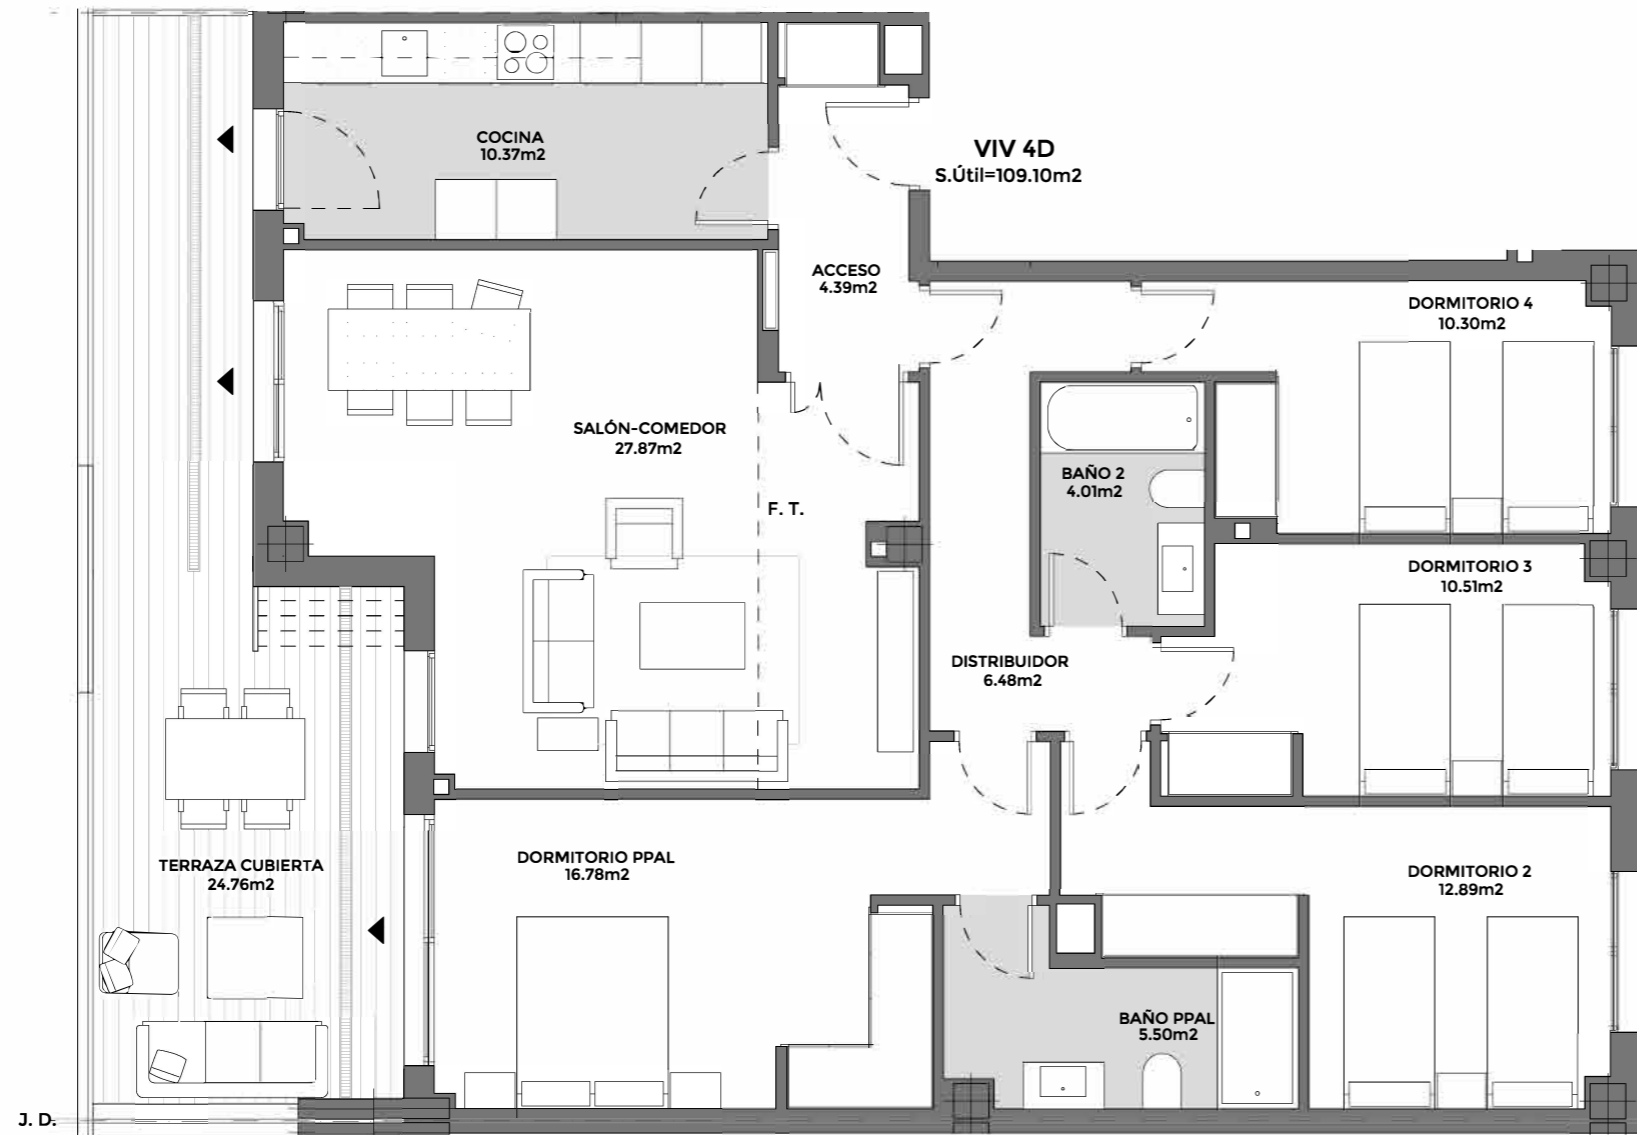 COCINA
10.37m2
VIV 4D
S.Útil=109.10m2
ACCESO
4.39m2
DORMITORIO 4
10.30m2
SALÓN-COMEDOR
27.87m2
BAÑO 2
4.01m2
F. T.
DORMITORIO 3
10.51m2
DISTRIBUIDOR
6.48m2
TERRAZA CUBIERTA
24.76m2
DORMITORIO PPAL
16.78m2
DORMITORIO 2
12.89m2
BAÑO PPAL
5.50m2
J. D.